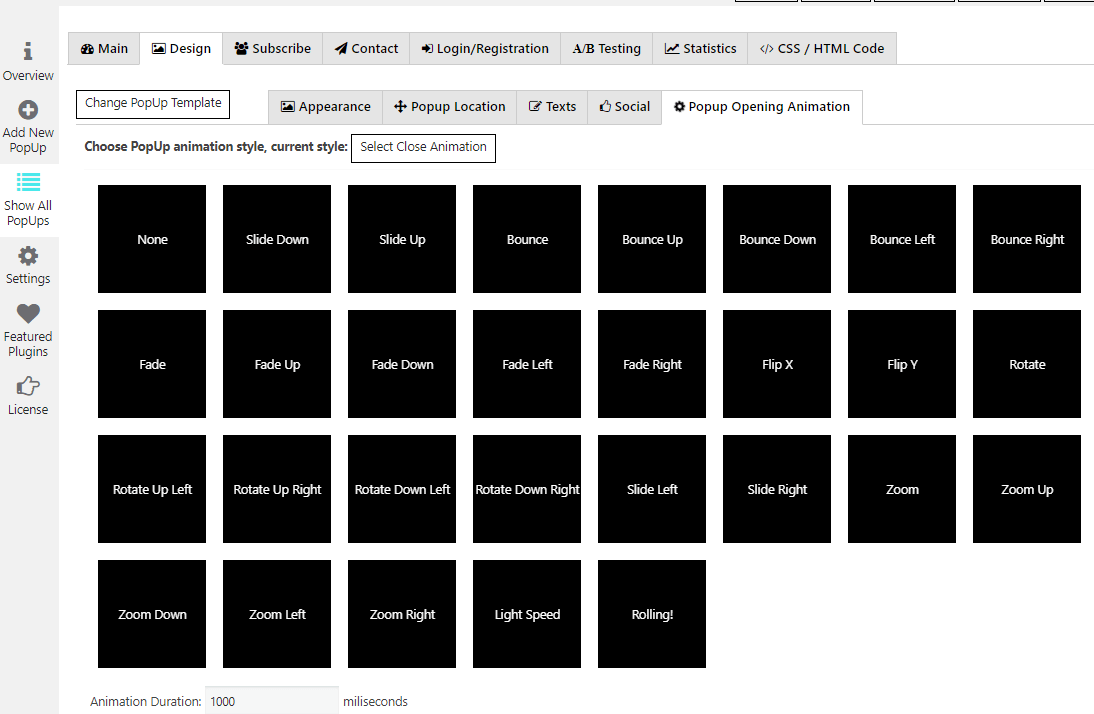 Overview
Add New
PopUp
Show All
PopUps
Settings
Featured
Plugins
License
Main
Design
Subscribe
Contact
Login/Registration
A/B Testing
Statistics
</> CSS / HTML Code
Change PopUp Template
Appearance
Popup Location
Texts
Social
Popup Opening Animation
Choose PopUp animation style, current style:
Select Close Animation
None
Slide Down
Slide Up
Bounce
Bounce Up
Bounce Down
Bounce Left
Bounce Right
Fade
Fade Up
Fade Down
Fade Left
Fade Right
Flip X
Flip Y
Rotate
Rotate Up Left
Rotate Up Right
Rotate Down Left
Rotate Down Right
Slide Left
Slide Right
Zoom
Zoom Up
Zoom Down
Zoom Left
Zoom Right
Light Speed
Rolling!
Animation Duration: 1000 miliseconds